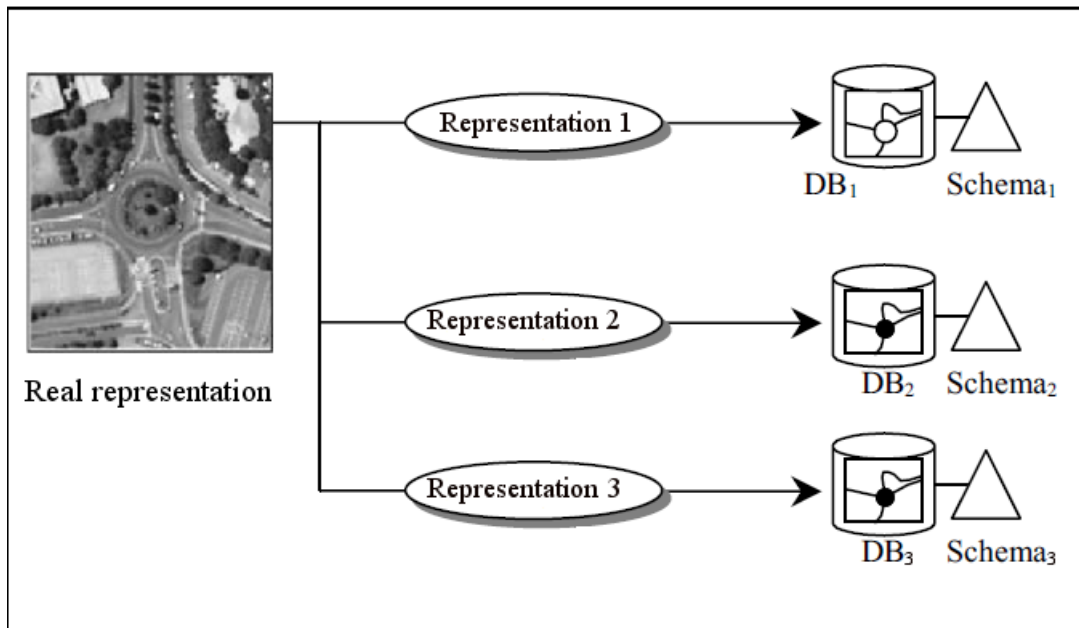 Representation 1
DB₁
Schema₁
Representation 2
DB₂
Schema₂
Real representation
Representation 3
DB₃
Schema₃